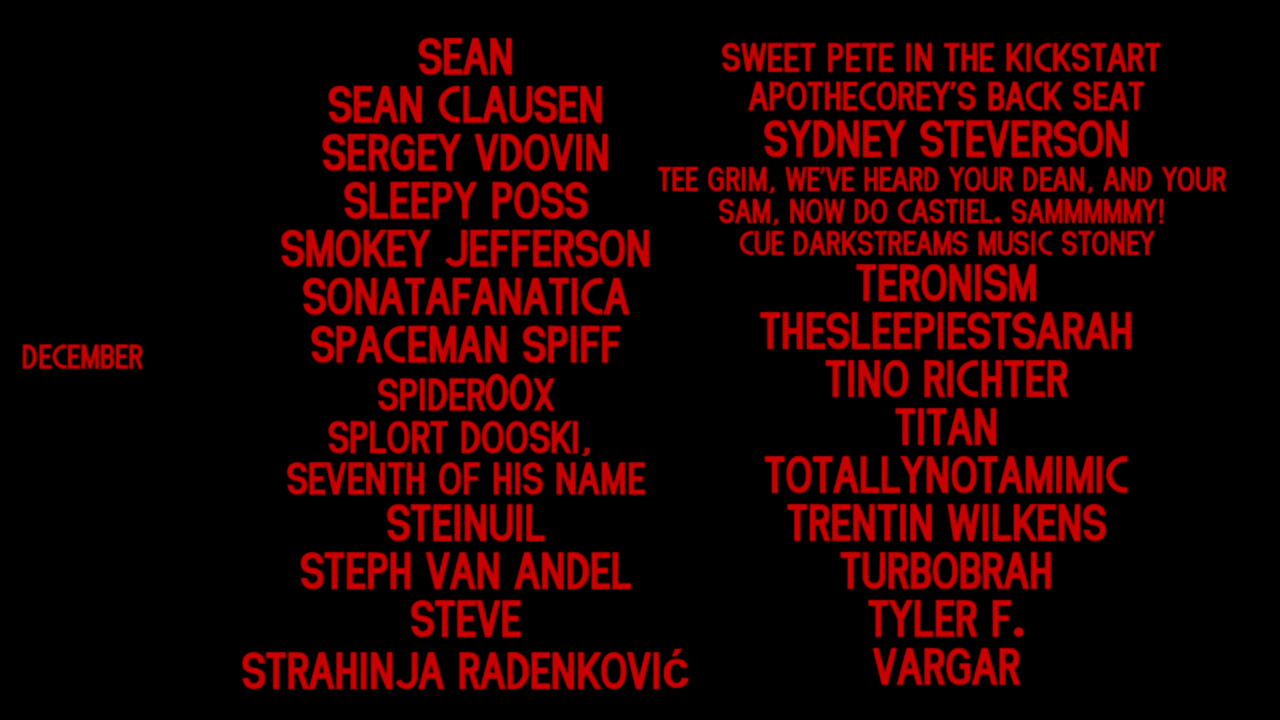 DECEMBER
SEAN
SEAN CLAUSEN
SERGEY VDOVIN
SLEEPY POSS
SMOKEY JEFFERSON
SONATAFANATICA
SPACEMAN SPIFF
SPIDER00X
SPLORT DOOSKI,
SEVENTH OF HIS NAME
STEINUIL
STEPH VAN ANDEL
STEVE
STRAHINJA RADENKOVIĆ
SWEET PETE IN THE KICKSTART
APOTHECOREY'S BACK SEAT
SYDNEY STEVERSON
TEE GRIM, WE'VE HEARD YOUR DEAN, AND YOUR
SAM, NOW DO CASTIEL. SAMMMMMY!
CUE DARKSTREAMS MUSIC STONEY
TERONISM
THESLEEPIESTSARAH
TINO RICHTER
TITAN
TOTALLYNOTAMIMIC
TRENTIN WILKENS
TURBOBRAH
TYLER F.
VARGAR